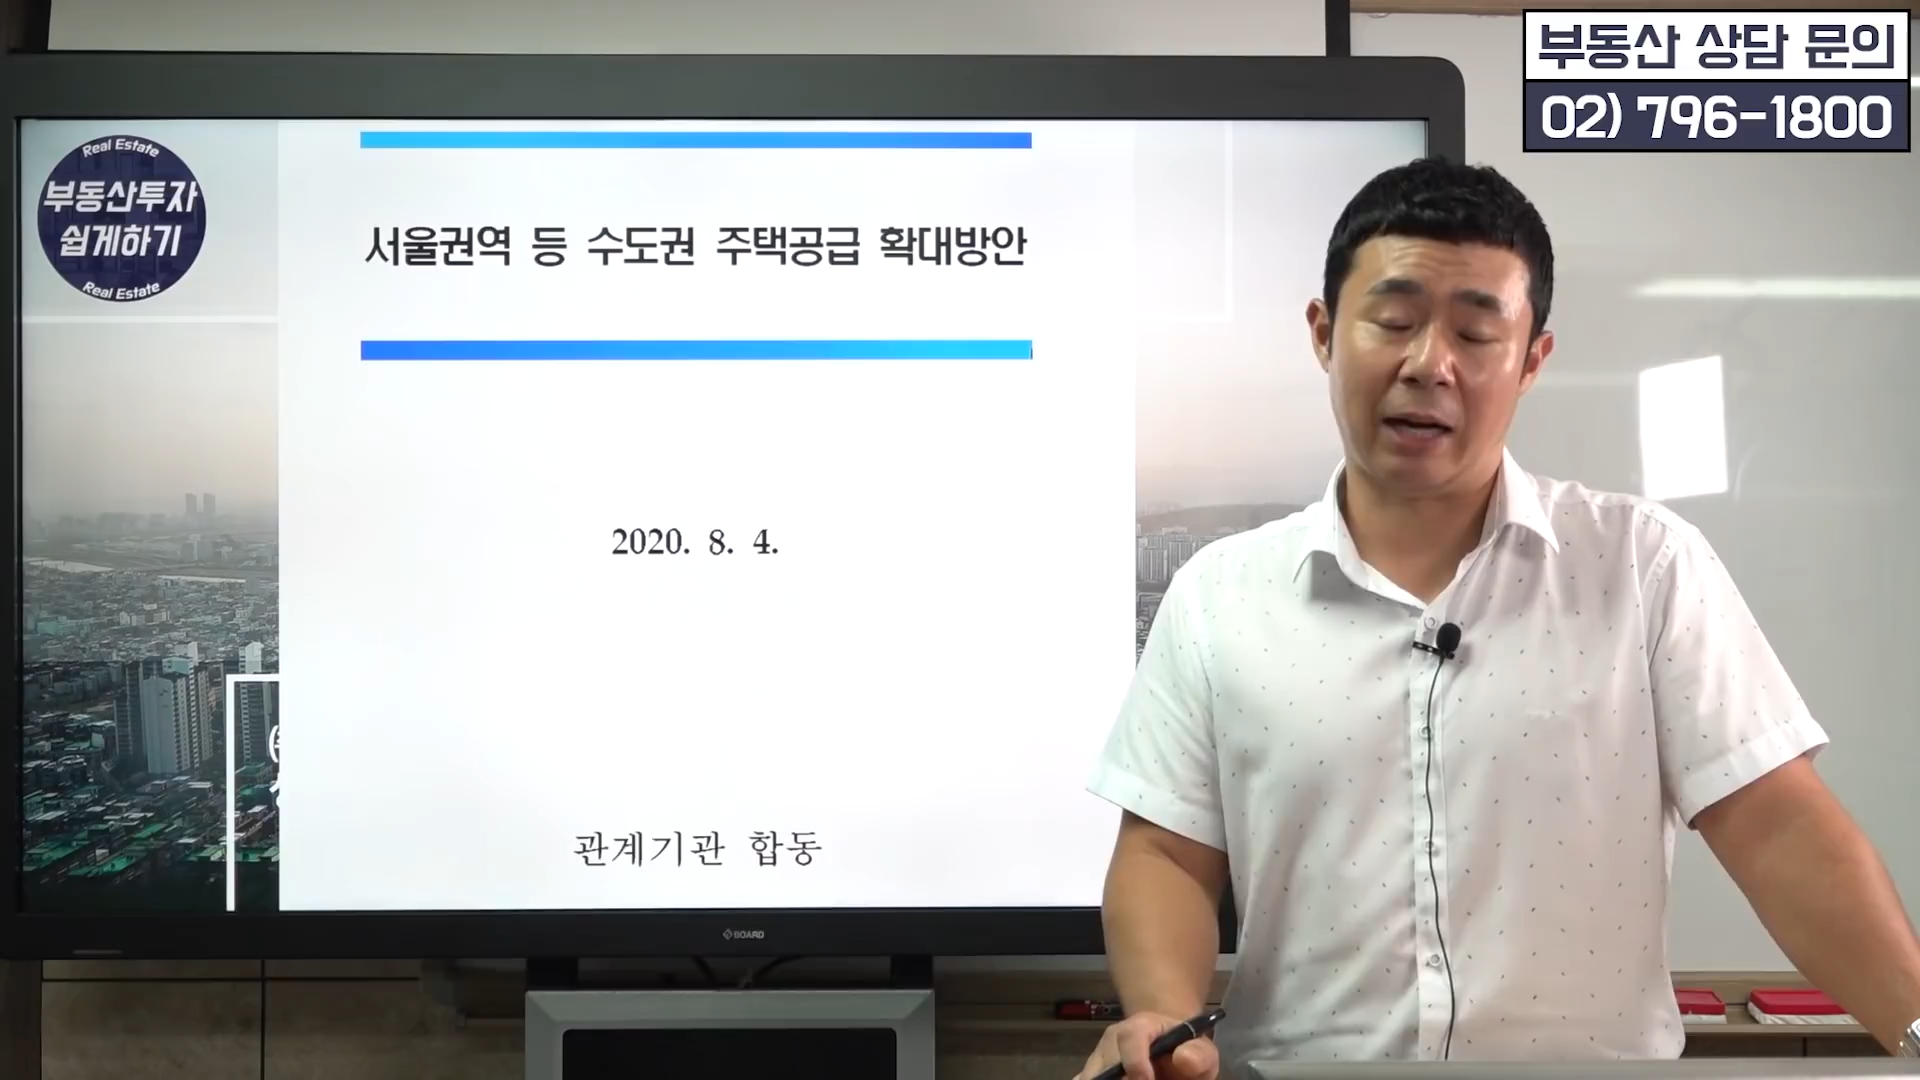 부동산 상담 문의
02) 796-1800
Real Estate
부동산투자
쉽게하기
Real Estate
서울권역 등 수도권 주택공급 확대방안
2020. 8. 4.
관계기관 합동
BOARD